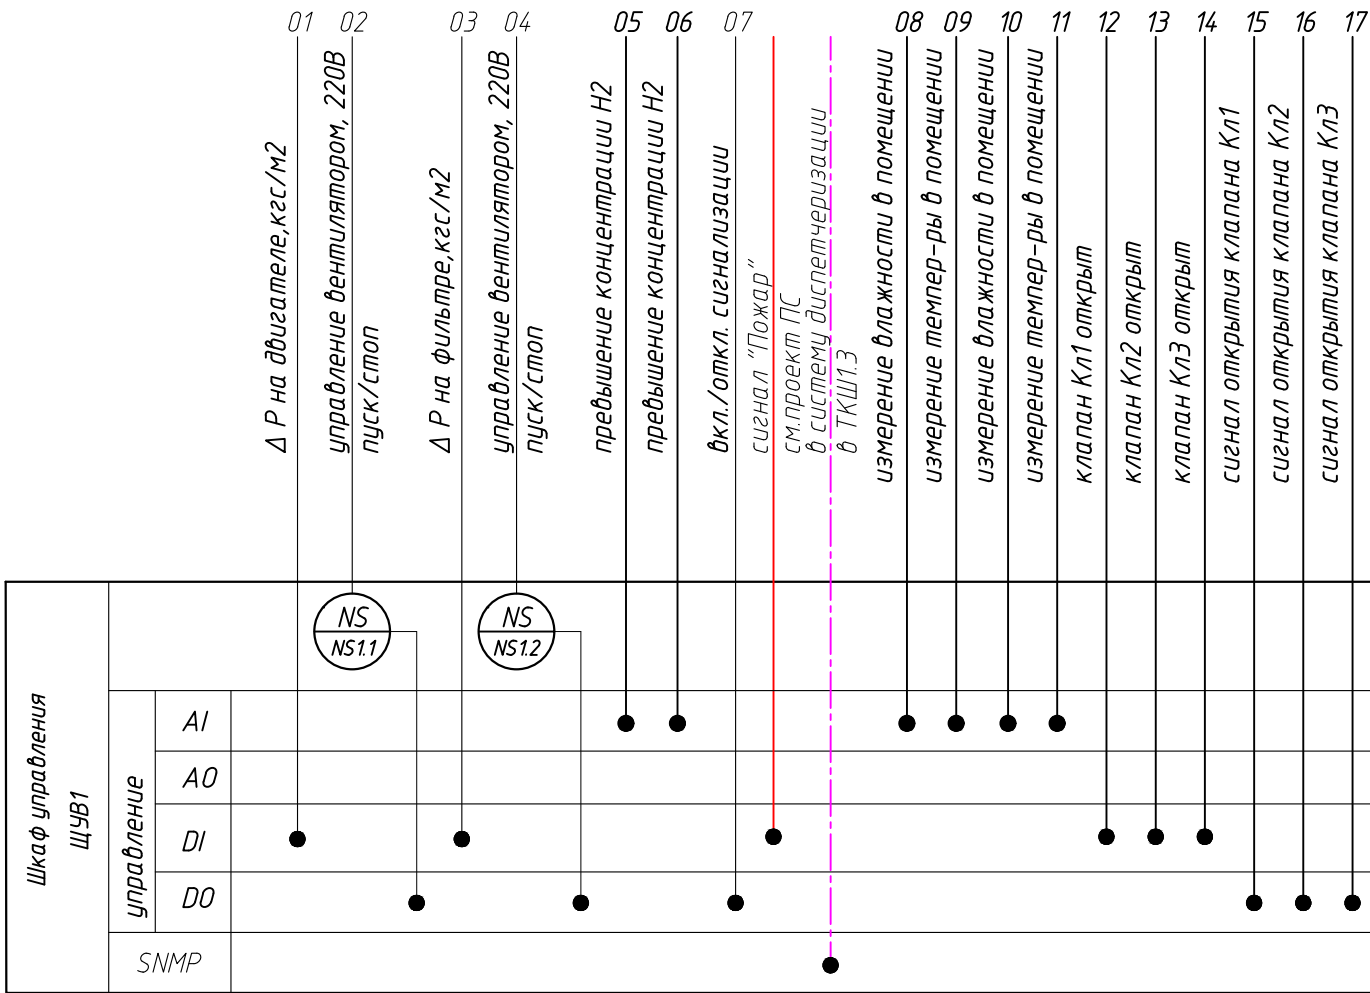 01
02
03
04
05
06
07
08
09
10
11
12
13
14
15
16
17
Δ Р на двигателе,кгс/м2
управление вентилятором, 220В
пуск/стоп
Δ Р на фильтре,кгс/м2
управление вентилятором, 220В
пуск/стоп
превышение концентрации Н2
превышение концентрации Н2
вкл./откл. сигнализации
сигнал "Пожар"
см.проект ПС
в систему диспетчеризации
в ТКШ1.3
измерение влажности в помещении
измерение темпер-ры в помещении
измерение влажности в помещении
измерение темпер-ры в помещении
клапан Кл1 открыт
клапан Кл2 открыт
клапан Кл3 открыт
сигнал открытия клапана Кл1
сигнал открытия клапана Кл2
сигнал открытия клапана Кл3
NS
NS1.1
NS
NS1.2
Шкаф управления
ЩУВ1
управление
AI
AO
DI
DO
SNMP